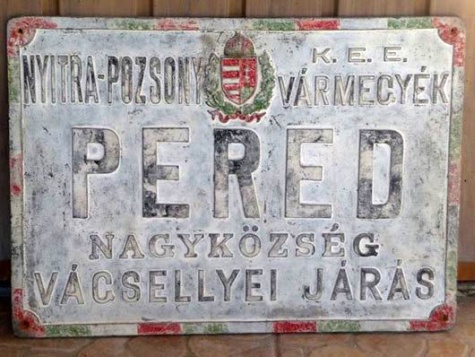 NYITRA-POZSONY K. E. E.
VÁRMEGYÉK
PERED
NAGYKÖZSÉG
VÁCSELLYEI JÁRÁS